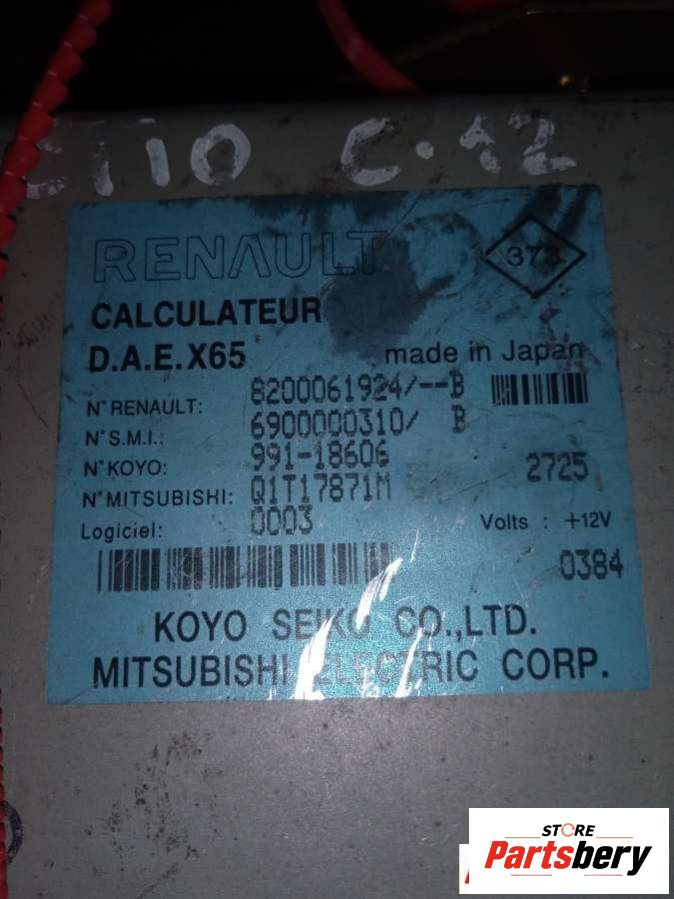 CLIO C.12
RENAULT
373
CALCULATEUR
D.A.E.X65
made in Japan
N° RENAULT: 8200061924/--B
N° S.M.I.: 6900000310/ B
N° KOYO: 991-18606
2725
N° MITSUBISHI: Q1T17871M
Logiciel: 0003
Volts : +12V
0384
KOYO SEIKO CO.,LTD.
MITSUBISHI ELECTRIC CORP.
STORE
Partsbery